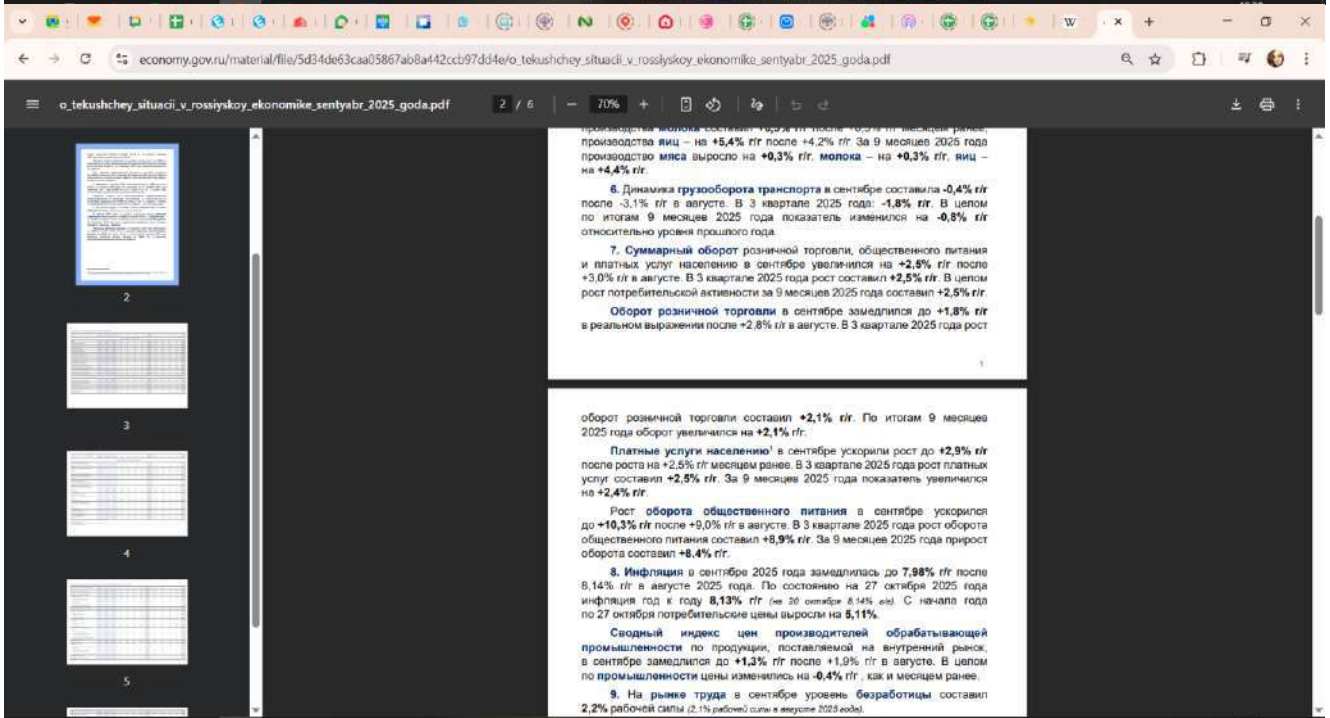 W
economy.gov.ru/material/file/5d34de63caa05867ab8a442ccb97dd4e/o_tekushchey_situacii_v_rossiyskoy_ekonomike_sentyabr_2025_goda.pdf
o_tekushchey_situacii_v_rossiyskoy_ekonomike_sentyabr_2025_goda.pdf 2 / 6 − 70% +
2
3
4
5
производства молока составил
производства яиц – на +5,4% г/г после +4,2% г/г. За 9 месяцев 2025 года
производство мяса выросло на +0,3% г/г, молока – на +0,3% г/г, яиц –
на +4,4% г/г.
6. Динамика грузооборота транспорта в сентябре составила -0,4% г/г
после -3,1% г/г в августе. В 3 квартале 2025 года: -1,8% г/г. В целом
по итогам 9 месяцев 2025 года показатель изменился на -0,8% г/г
относительно уровня прошлого года.
7. Суммарный оборот розничной торговли, общественного питания
и платных услуг населению в сентябре увеличился на +2,5% г/г после
+3,0% г/г в августе. В 3 квартале 2025 года рост составил +2,5% г/г. В целом
рост потребительской активности за 9 месяцев 2025 года составил +2,5% г/г.
Оборот розничной торговли в сентябре замедлился до +1,8% г/г
в реальном выражении после +2,8% г/г в августе. В 3 квартале 2025 года рост
1
оборот розничной торговли составил +2,1% г/г. По итогам 9 месяцев
2025 года оборот увеличился на +2,1% г/г.
Платные услуги населению¹ в сентябре ускорили рост до +2,9% г/г
после роста на +2,5% г/г месяцем ранее. В 3 квартале 2025 года рост платных
услуг составил +2,5% г/г. За 9 месяцев 2025 года показатель увеличился
на +2,4% г/г.
Рост оборота общественного питания в сентябре ускорился
до +10,3% г/г после +9,0% г/г в августе. В 3 квартале 2025 года рост оборота
общественного питания составил +8,9% г/г. За 9 месяцев 2025 года прирост
оборота составил +8,4% г/г.
8. Инфляция в сентябре 2025 года замедлилась до 7,98% г/г после
8,14% г/г в августе 2025 года. По состоянию на 27 октября 2025 года
инфляция год к году 8,13% г/г (на 20 октября 8,14% г/г). С начала года
по 27 октября потребительские цены выросли на 5,11%.
Сводный индекс цен производителей обрабатывающей
промышленности по продукции, поставляемой на внутренний рынок,
в сентябре замедлился до +1,3% г/г после +1,9% г/г в августе. В целом
по промышленности цены изменились на -0,4% г/г , как и месяцем ранее.
9. На рынке труда в сентябре уровень безработицы составил
2,2% рабочей силы (2,1% рабочей силы в августе 2025 года).